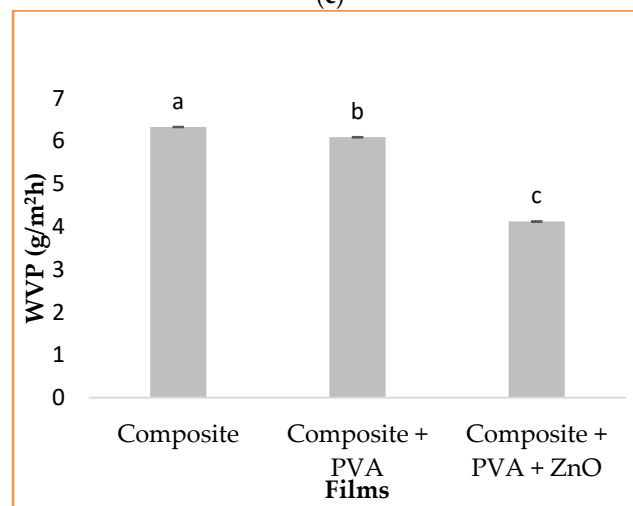 (c)
7
6
5
4
3
2
1
0
WVP (g/m²h)
a
b
c
Composite
Composite +
PVA
Composite +
PVA + ZnO
Films